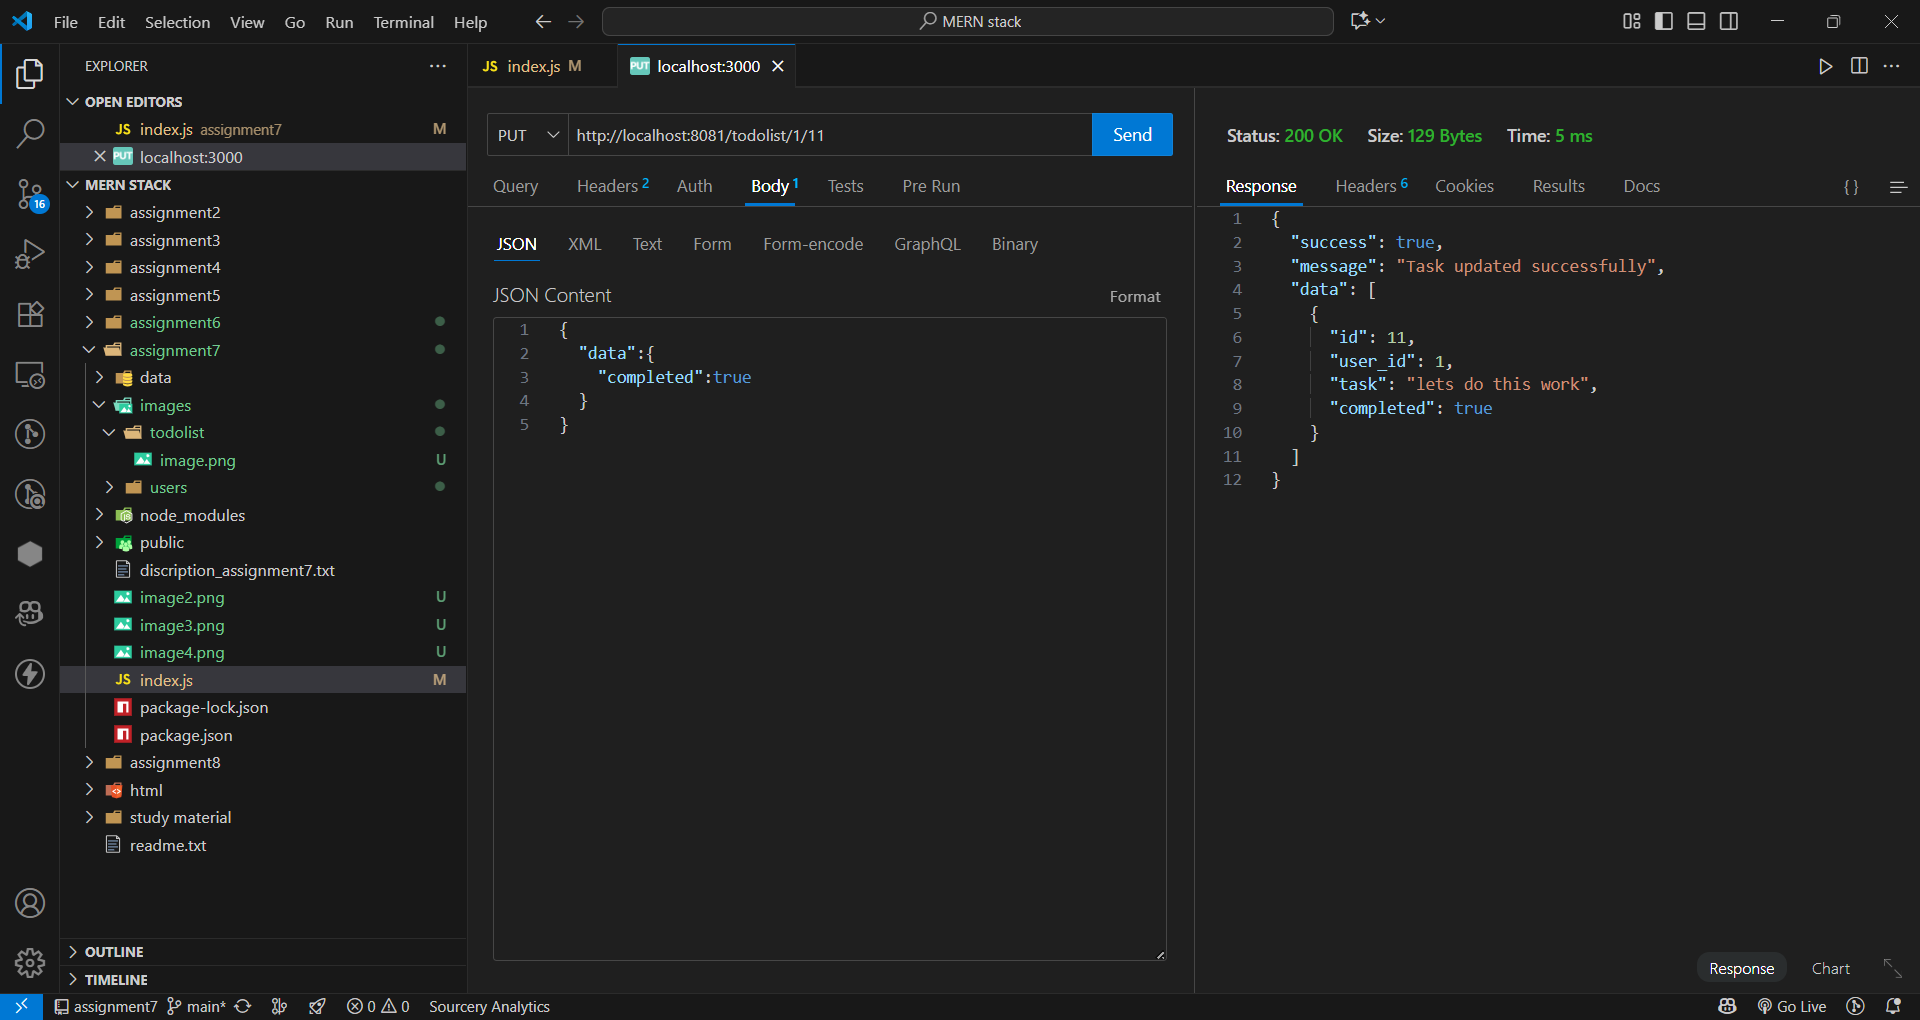 File Edit Selection View Go Run Terminal Help
MERN stack
EXPLORER
OPEN EDITORS
JS index.js assignment7 M
PUT localhost:3000
MERN STACK
assignment2
assignment3
assignment4
assignment5
assignment6
assignment7
data
images
todolist
image.png U
users
node_modules
public
discription_assignment7.txt
image2.png U
image3.png U
image4.png U
JS index.js M
package-lock.json
package.json
assignment8
html
study material
readme.txt
OUTLINE
TIMELINE
16
JS index.js M
PUT localhost:3000
PUT http://localhost:8081/todolist/1/11 Send
Query Headers 2 Auth Body 1 Tests Pre Run
JSON XML Text Form Form-encode GraphQL Binary
JSON Content Format
1 {
2 "data":{
3 "completed":true
4 }
5 }
Status: 200 OK Size: 129 Bytes Time: 5 ms
Response Headers 6 Cookies Results Docs { }
1 {
2 "success": true,
3 "message": "Task updated successfully",
4 "data": [
5 {
6 "id": 11,
7 "user_id": 1,
8 "task": "lets do this work",
9 "completed": true
10 }
11 ]
12 }
Response Chart
assignment7 main* 0 0 Sourcery Analytics Go Live